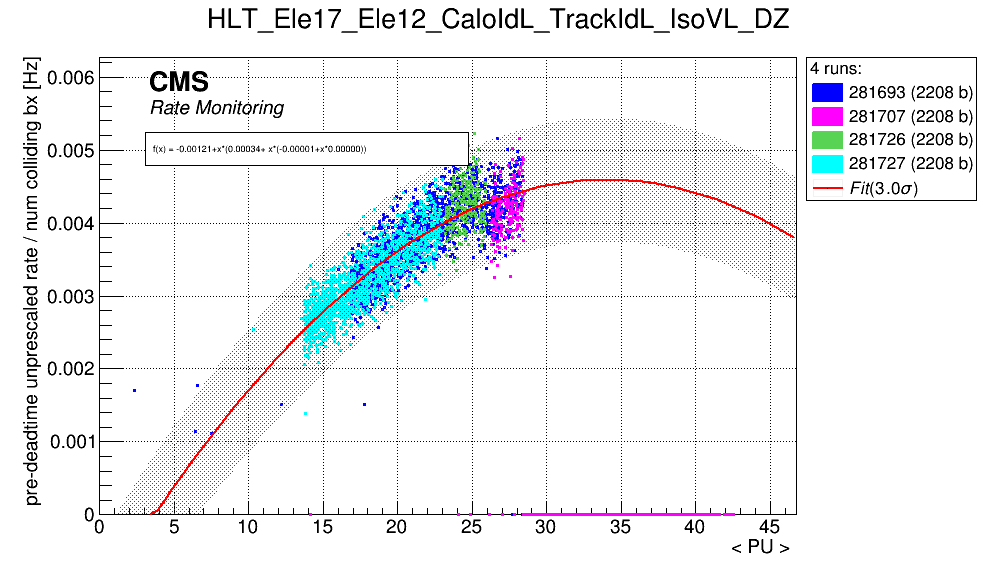 HLT_Ele17_Ele12_CaloIdL_TrackIdL_IsoVL_DZ
pre-deadtime unprescaled rate / num colliding bx [Hz]
CMS
Rate Monitoring
f(x) = -0.00121+x*(0.00034+ x*(-0.00001+x*0.00000))
0.006
0.005
0.004
0.003
0.002
0.001
0
0 5 10 15 20 25 30 35 40 45
< PU >
4 runs:
281693 (2208 b)
281707 (2208 b)
281726 (2208 b)
281727 (2208 b)
Fit(3.0σ)